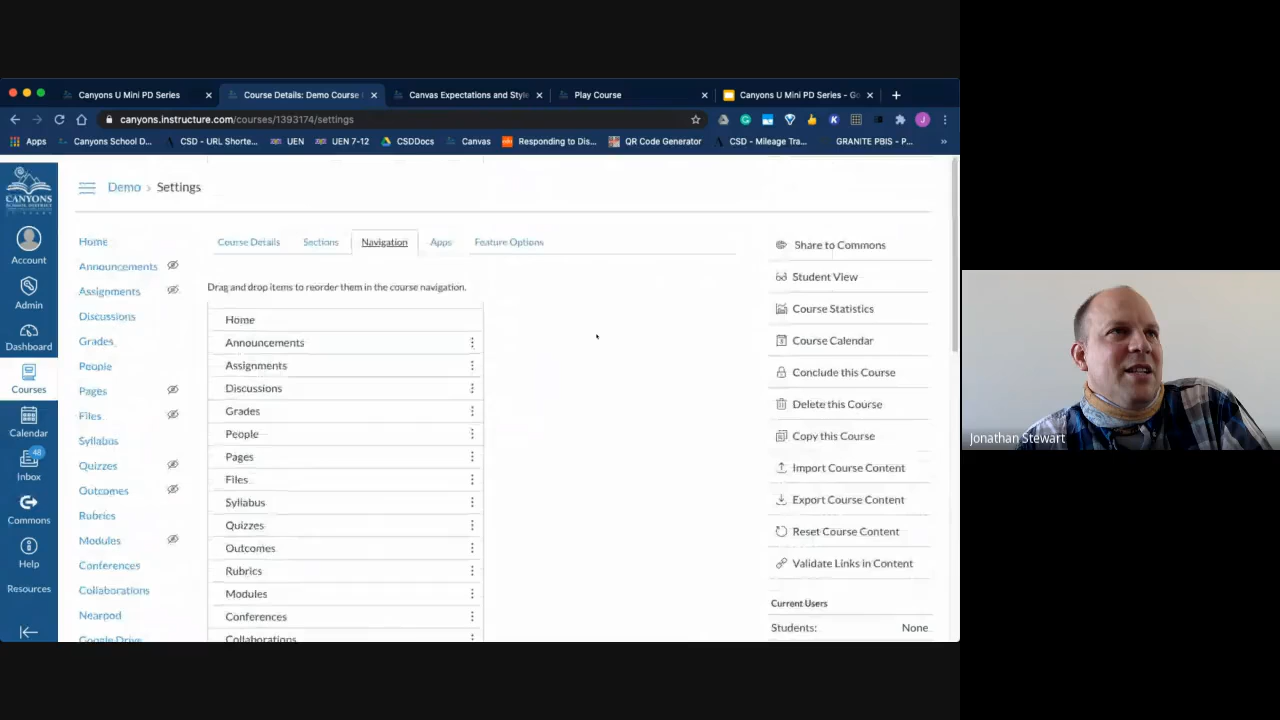 Canyons U Mini PD Series
Course Details: Demo Course
Canvas Expectations and Style
Play Course
Canyons U Mini PD Series - Go
canyons.instructure.com/courses/1393174/settings
Apps
Canyons School D...
CSD - URL Shorte...
UEN
UEN 7-12
CSDDocs
Canvas
Responding to Dis...
QR Code Generator
CSD - Mileage Tra...
GRANITE PBIS - P...
»
CANYONS
Account
Admin
Dashboard
Courses
Calendar
48
Inbox
Commons
Help
Resources
Demo › Settings
Home
Announcements
Assignments
Discussions
Grades
People
Pages
Files
Syllabus
Quizzes
Outcomes
Rubrics
Modules
Conferences
Collaborations
Nearpod
Google Drive
Course Details
Sections
Navigation
Apps
Feature Options
Drag and drop items to reorder them in the course navigation.
Home
Announcements
Assignments
Discussions
Grades
People
Pages
Files
Syllabus
Quizzes
Outcomes
Rubrics
Modules
Conferences
Collaborations
Share to Commons
Student View
Course Statistics
Course Calendar
Conclude this Course
Delete this Course
Copy this Course
Import Course Content
Export Course Content
Reset Course Content
Validate Links in Content
Current Users
Students: None
Jonathan Stewart